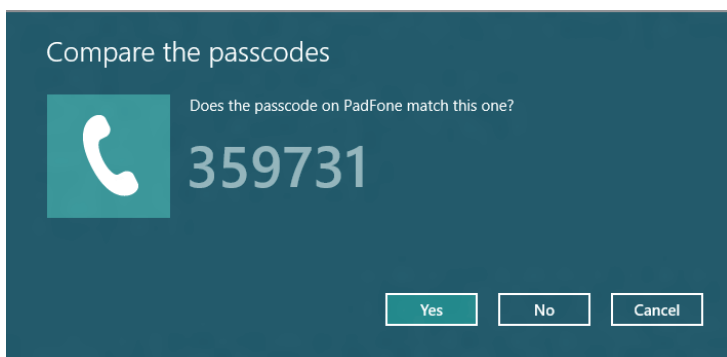 Compare the passcodes
Does the passcode on PadFone match this one?
359731
Yes No Cancel